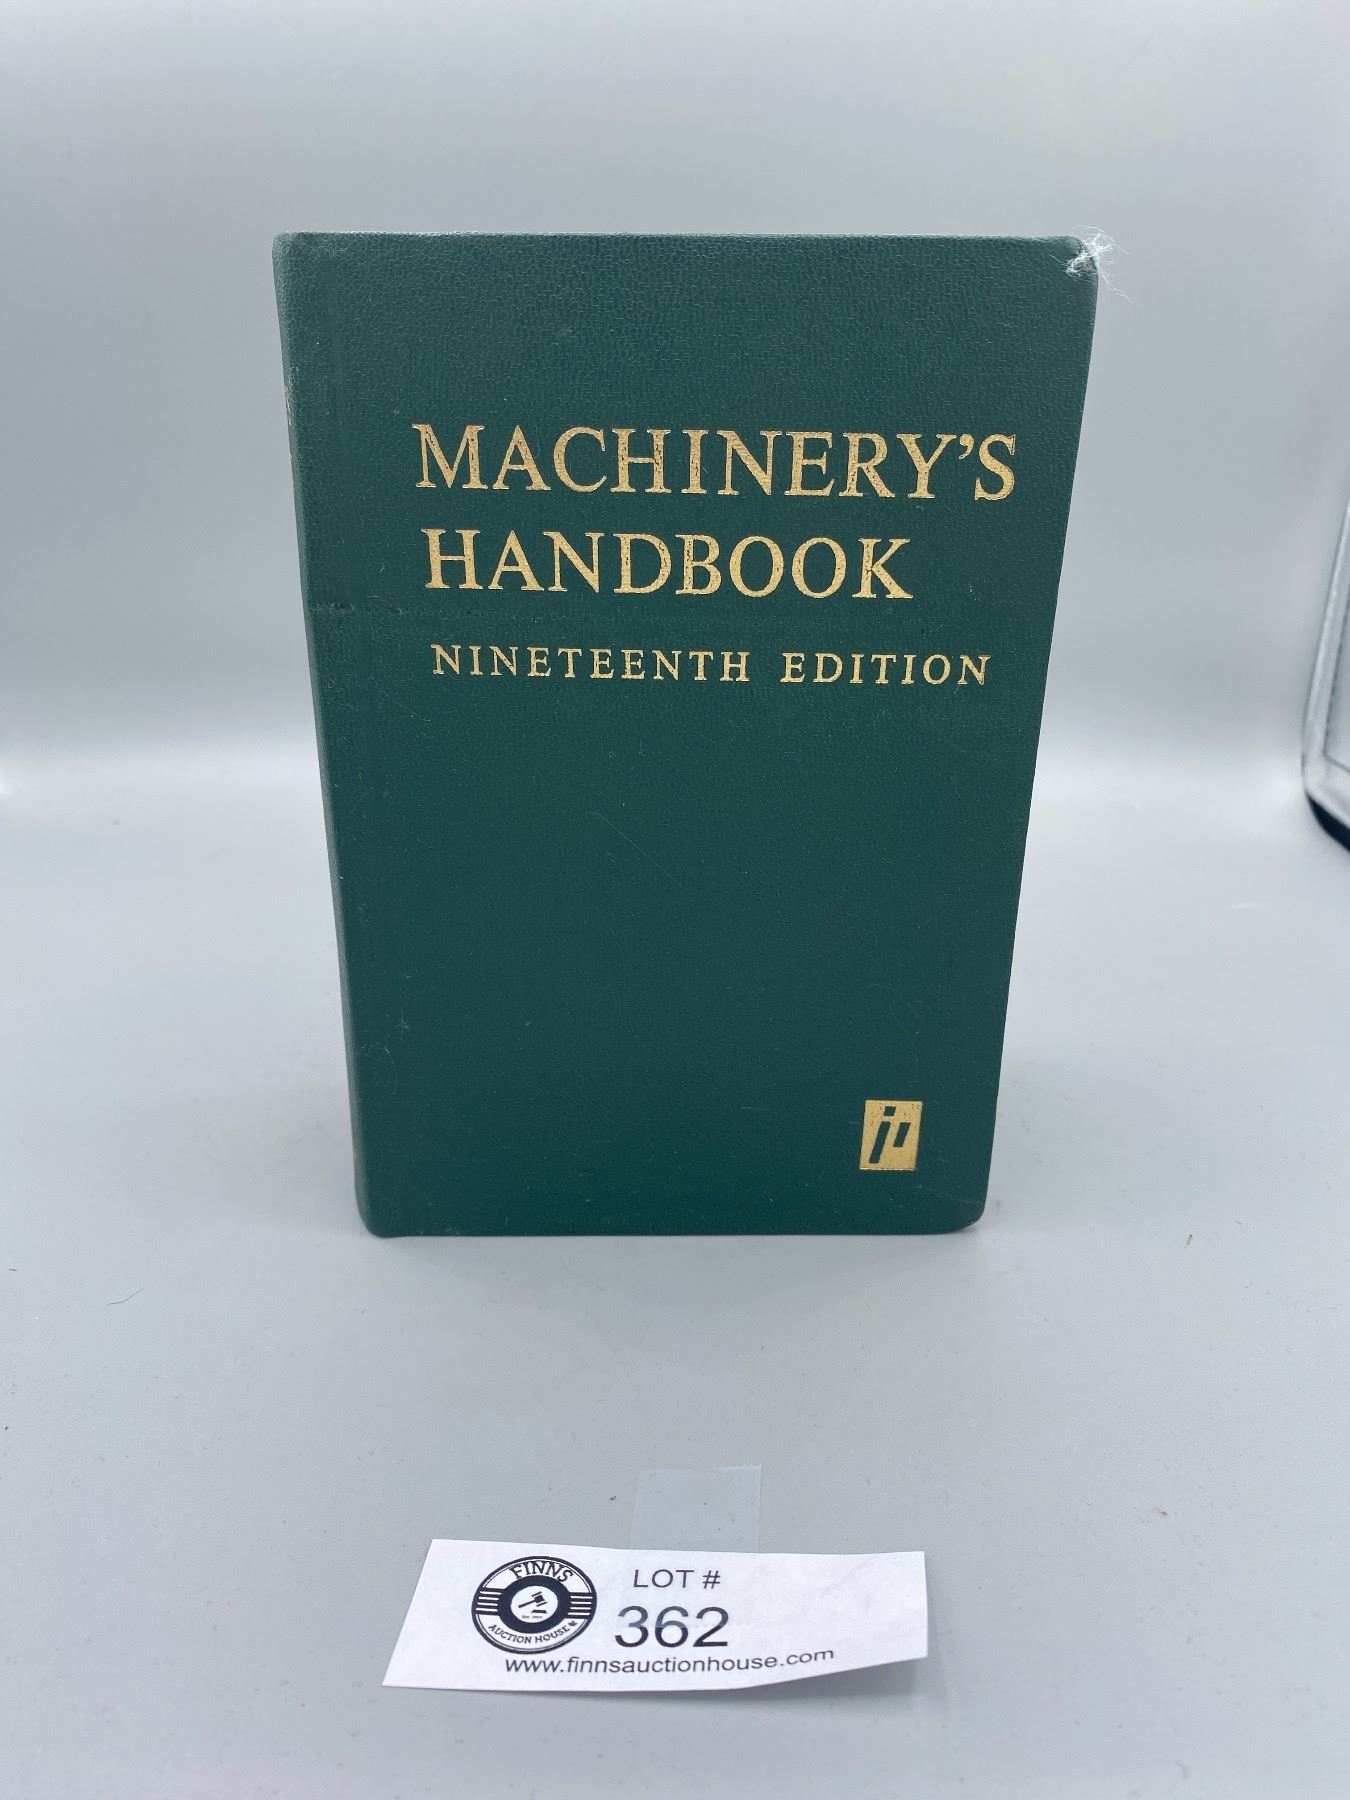 MACHINERY'S
HANDBOOK
NINETEENTH EDITION
ip
FINNS
AUCTION HOUSE
LOT #
362
www.finnsauctionhouse.com